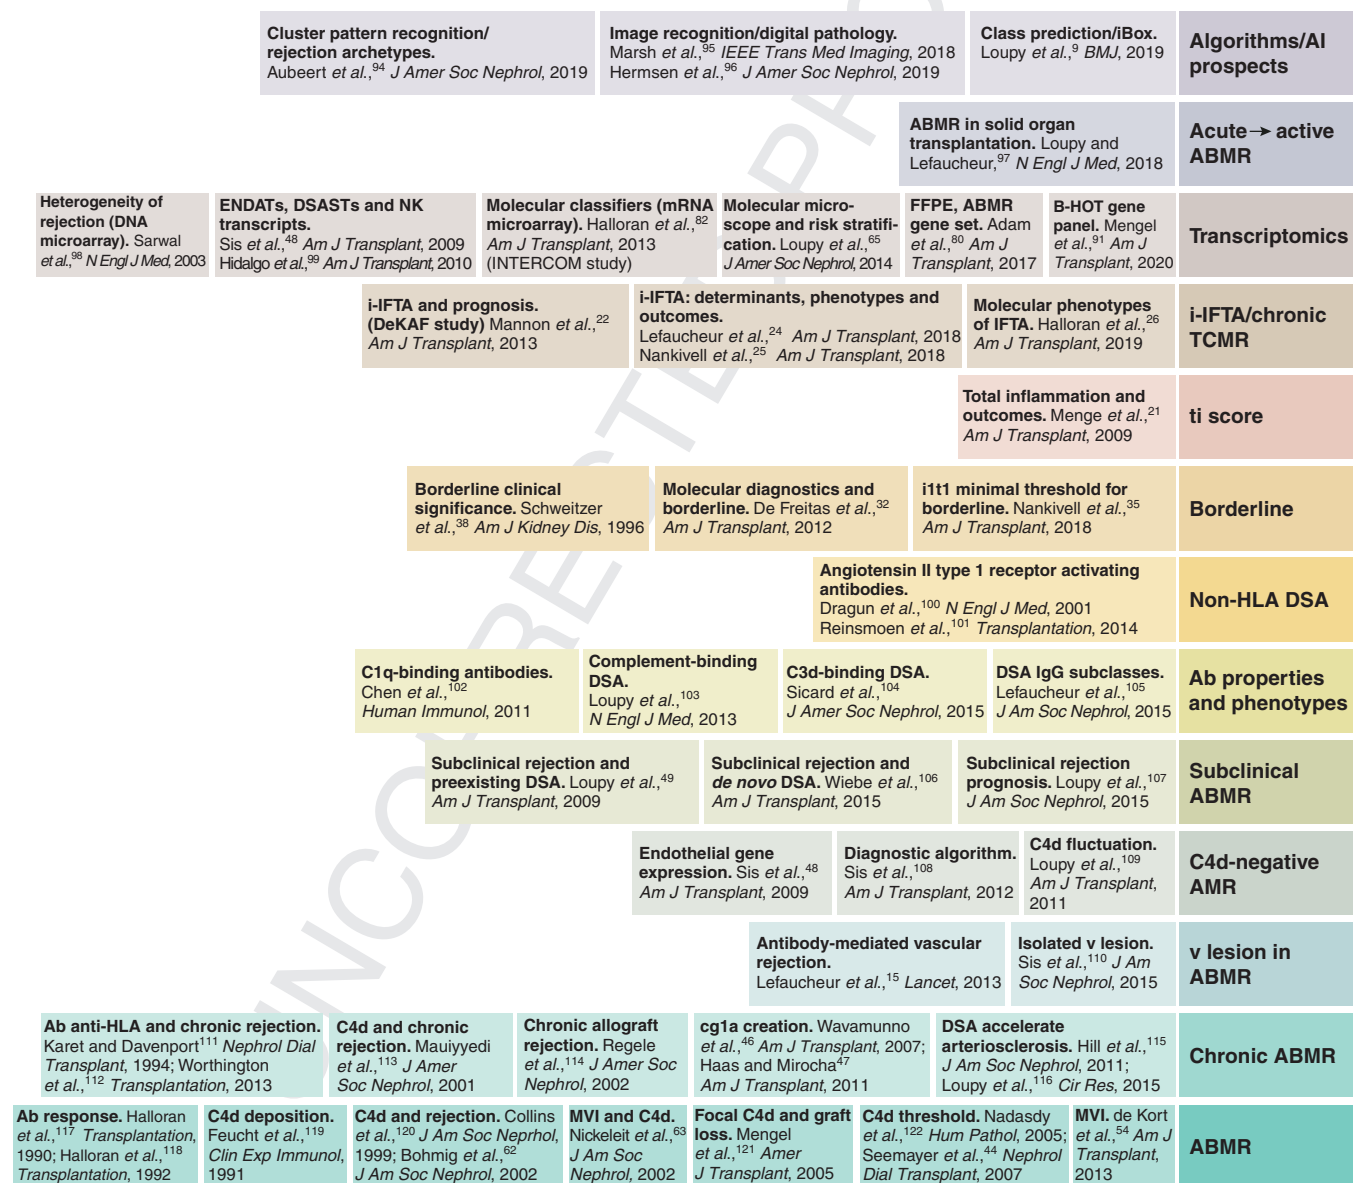 Cluster pattern recognition/
rejection archetypes.
Aubeert et al.,94 J Amer Soc Nephrol, 2019
Image recognition/digital pathology.
Marsh et al.,95 IEEE Trans Med Imaging, 2018
Hermsen et al.,96 J Amer Soc Nephrol, 2019
Class prediction/iBox.
Loupy et al.,9 BMJ, 2019
Algorithms/AI
prospects
ABMR in solid organ
transplantation. Loupy and
Lefaucheur,97 N Engl J Med, 2018
Acute→ active
ABMR
Heterogeneity of
rejection (DNA
microarray). Sarwal
et al.,98 N Engl J Med, 2003
ENDATs, DSASTs and NK
transcripts.
Sis et al.,48 Am J Transplant, 2009
Hidalgo et al.,99 Am J Transplant, 2010
Molecular classifiers (mRNA
microarray). Halloran et al.,82
Am J Transplant, 2013
(INTERCOM study)
Molecular micro-
scope and risk stratifi-
cation. Loupy et al.,65
J Amer Soc Nephrol, 2014
FFPE, ABMR
gene set. Adam
et al.,80 Am J
Transplant, 2017
B-HOT gene
panel. Mengel
et al.,91 Am J
Transplant, 2020
Transcriptomics
i-IFTA and prognosis.
(DeKAF study) Mannon et al.,22
Am J Transplant, 2013
i-IFTA: determinants, phenotypes and
outcomes.
Lefaucheur et al.,24 Am J Transplant, 2018
Nankivell et al.,25 Am J Transplant, 2018
Molecular phenotypes
of IFTA. Halloran et al.,26
Am J Transplant, 2019
i-IFTA/chronic
TCMR
Total inflammation and
outcomes. Menge et al.,21
Am J Transplant, 2009
ti score
Borderline clinical
significance. Schweitzer
et al.,38 Am J Kidney Dis, 1996
Molecular diagnostics and
borderline. De Freitas et al.,32
Am J Transplant, 2012
i1t1 minimal threshold for
borderline. Nankivell et al.,35
Am J Transplant, 2018
Borderline
Angiotensin II type 1 receptor activating
antibodies.
Dragun et al.,100 N Engl J Med, 2001
Reinsmoen et al.,101 Transplantation, 2014
Non-HLA DSA
C1q-binding antibodies.
Chen et al.,102
Human Immunol, 2011
Complement-binding
DSA.
Loupy et al.,103
N Engl J Med, 2013
C3d-binding DSA.
Sicard et al.,104
J Amer Soc Nephrol, 2015
DSA IgG subclasses.
Lefaucheur et al.,105
J Am Soc Nephrol, 2015
Ab properties
and phenotypes
Subclinical rejection and
preexisting DSA. Loupy et al.,49
Am J Transplant, 2009
Subclinical rejection and
de novo DSA. Wiebe et al.,106
Am J Transplant, 2015
Subclinical rejection
prognosis. Loupy et al.,107
J Am Soc Nephrol, 2015
Subclinical
ABMR
Endothelial gene
expression. Sis et al.,48
Am J Transplant, 2009
Diagnostic algorithm.
Sis et al.,108
Am J Transplant, 2012
C4d fluctuation.
Loupy et al.,109
Am J Transplant,
2011
C4d-negative
AMR
Antibody-mediated vascular
rejection.
Lefaucheur et al.,15 Lancet, 2013
Isolated v lesion.
Sis et al.,110 J Am
Soc Nephrol, 2015
v lesion in
ABMR
Ab anti-HLA and chronic rejection.
Karet and Davenport111 Nephrol Dial
Transplant, 1994; Worthington
et al.,112 Transplantation, 2013
C4d and chronic
rejection. Mauiyyedi
et al.,113 J Amer
Soc Nephrol, 2001
Chronic allograft
rejection. Regele
et al.,114 J Amer Soc
Nephrol, 2002
cg1a creation. Wavamunno
et al.,46 Am J Transplant, 2007;
Haas and Mirocha47
Am J Transplant, 2011
DSA accelerate
arteriosclerosis. Hill et al.,115
J Am Soc Nephrol, 2011;
Loupy et al.,116 Cir Res, 2015
Chronic ABMR
Ab response. Halloran
et al.,117 Transplantation,
1990; Halloran et al.,118
Transplantation, 1992
C4d deposition.
Feucht et al.,119
Clin Exp Immunol,
1991
C4d and rejection. Collins
et al.,120 J Am Soc Neprhol,
1999; Bohmig et al.,62
J Am Soc Nephrol, 2002
MVI and C4d.
Nickeleit et al.,63
J Am Soc
Nephrol, 2002
Focal C4d and graft
loss. Mengel
et al.,121 Amer
J Transplant, 2005
C4d threshold. Nadasdy
et al.,122 Hum Pathol, 2005;
Seemayer et al.,44 Nephrol
Dial Transplant, 2007
MVI. de Kort
et al.,54 Am J
Transplant,
2013
ABMR